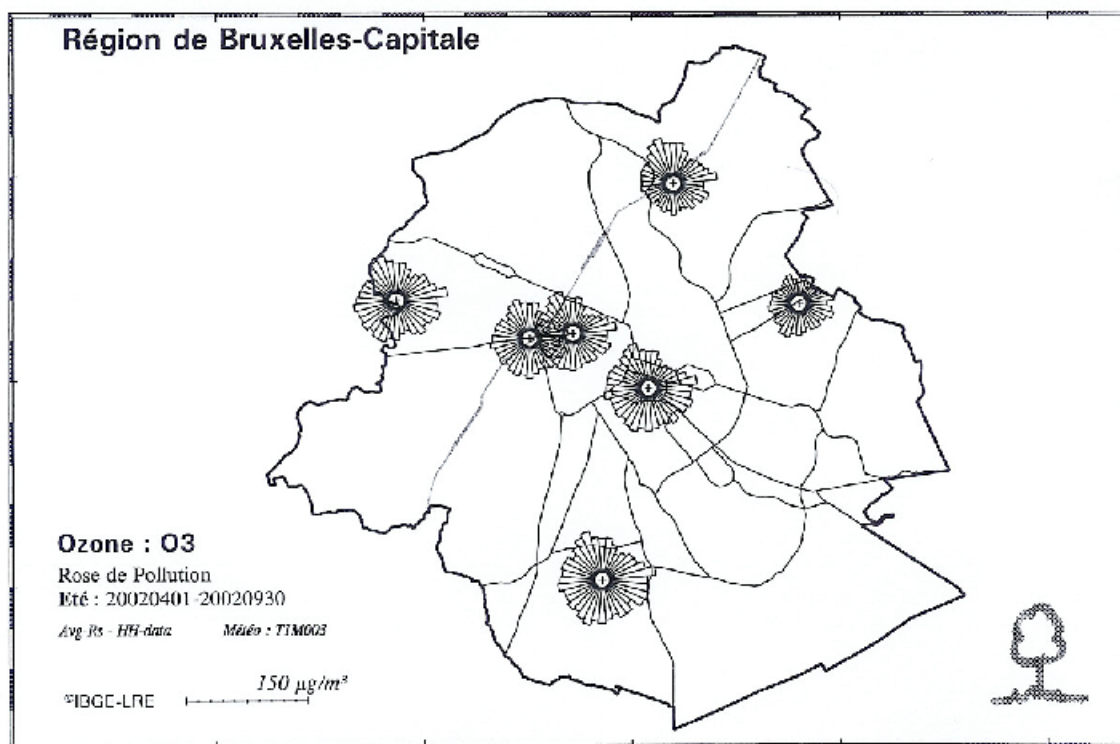 Région de Bruxelles-Capitale
Ozone : O3
Rose de Pollution
Eté : 20020401-20020930
Avg Rs - HH-data Météo : T1M003
150 µg/m³
©IBGE-LRE